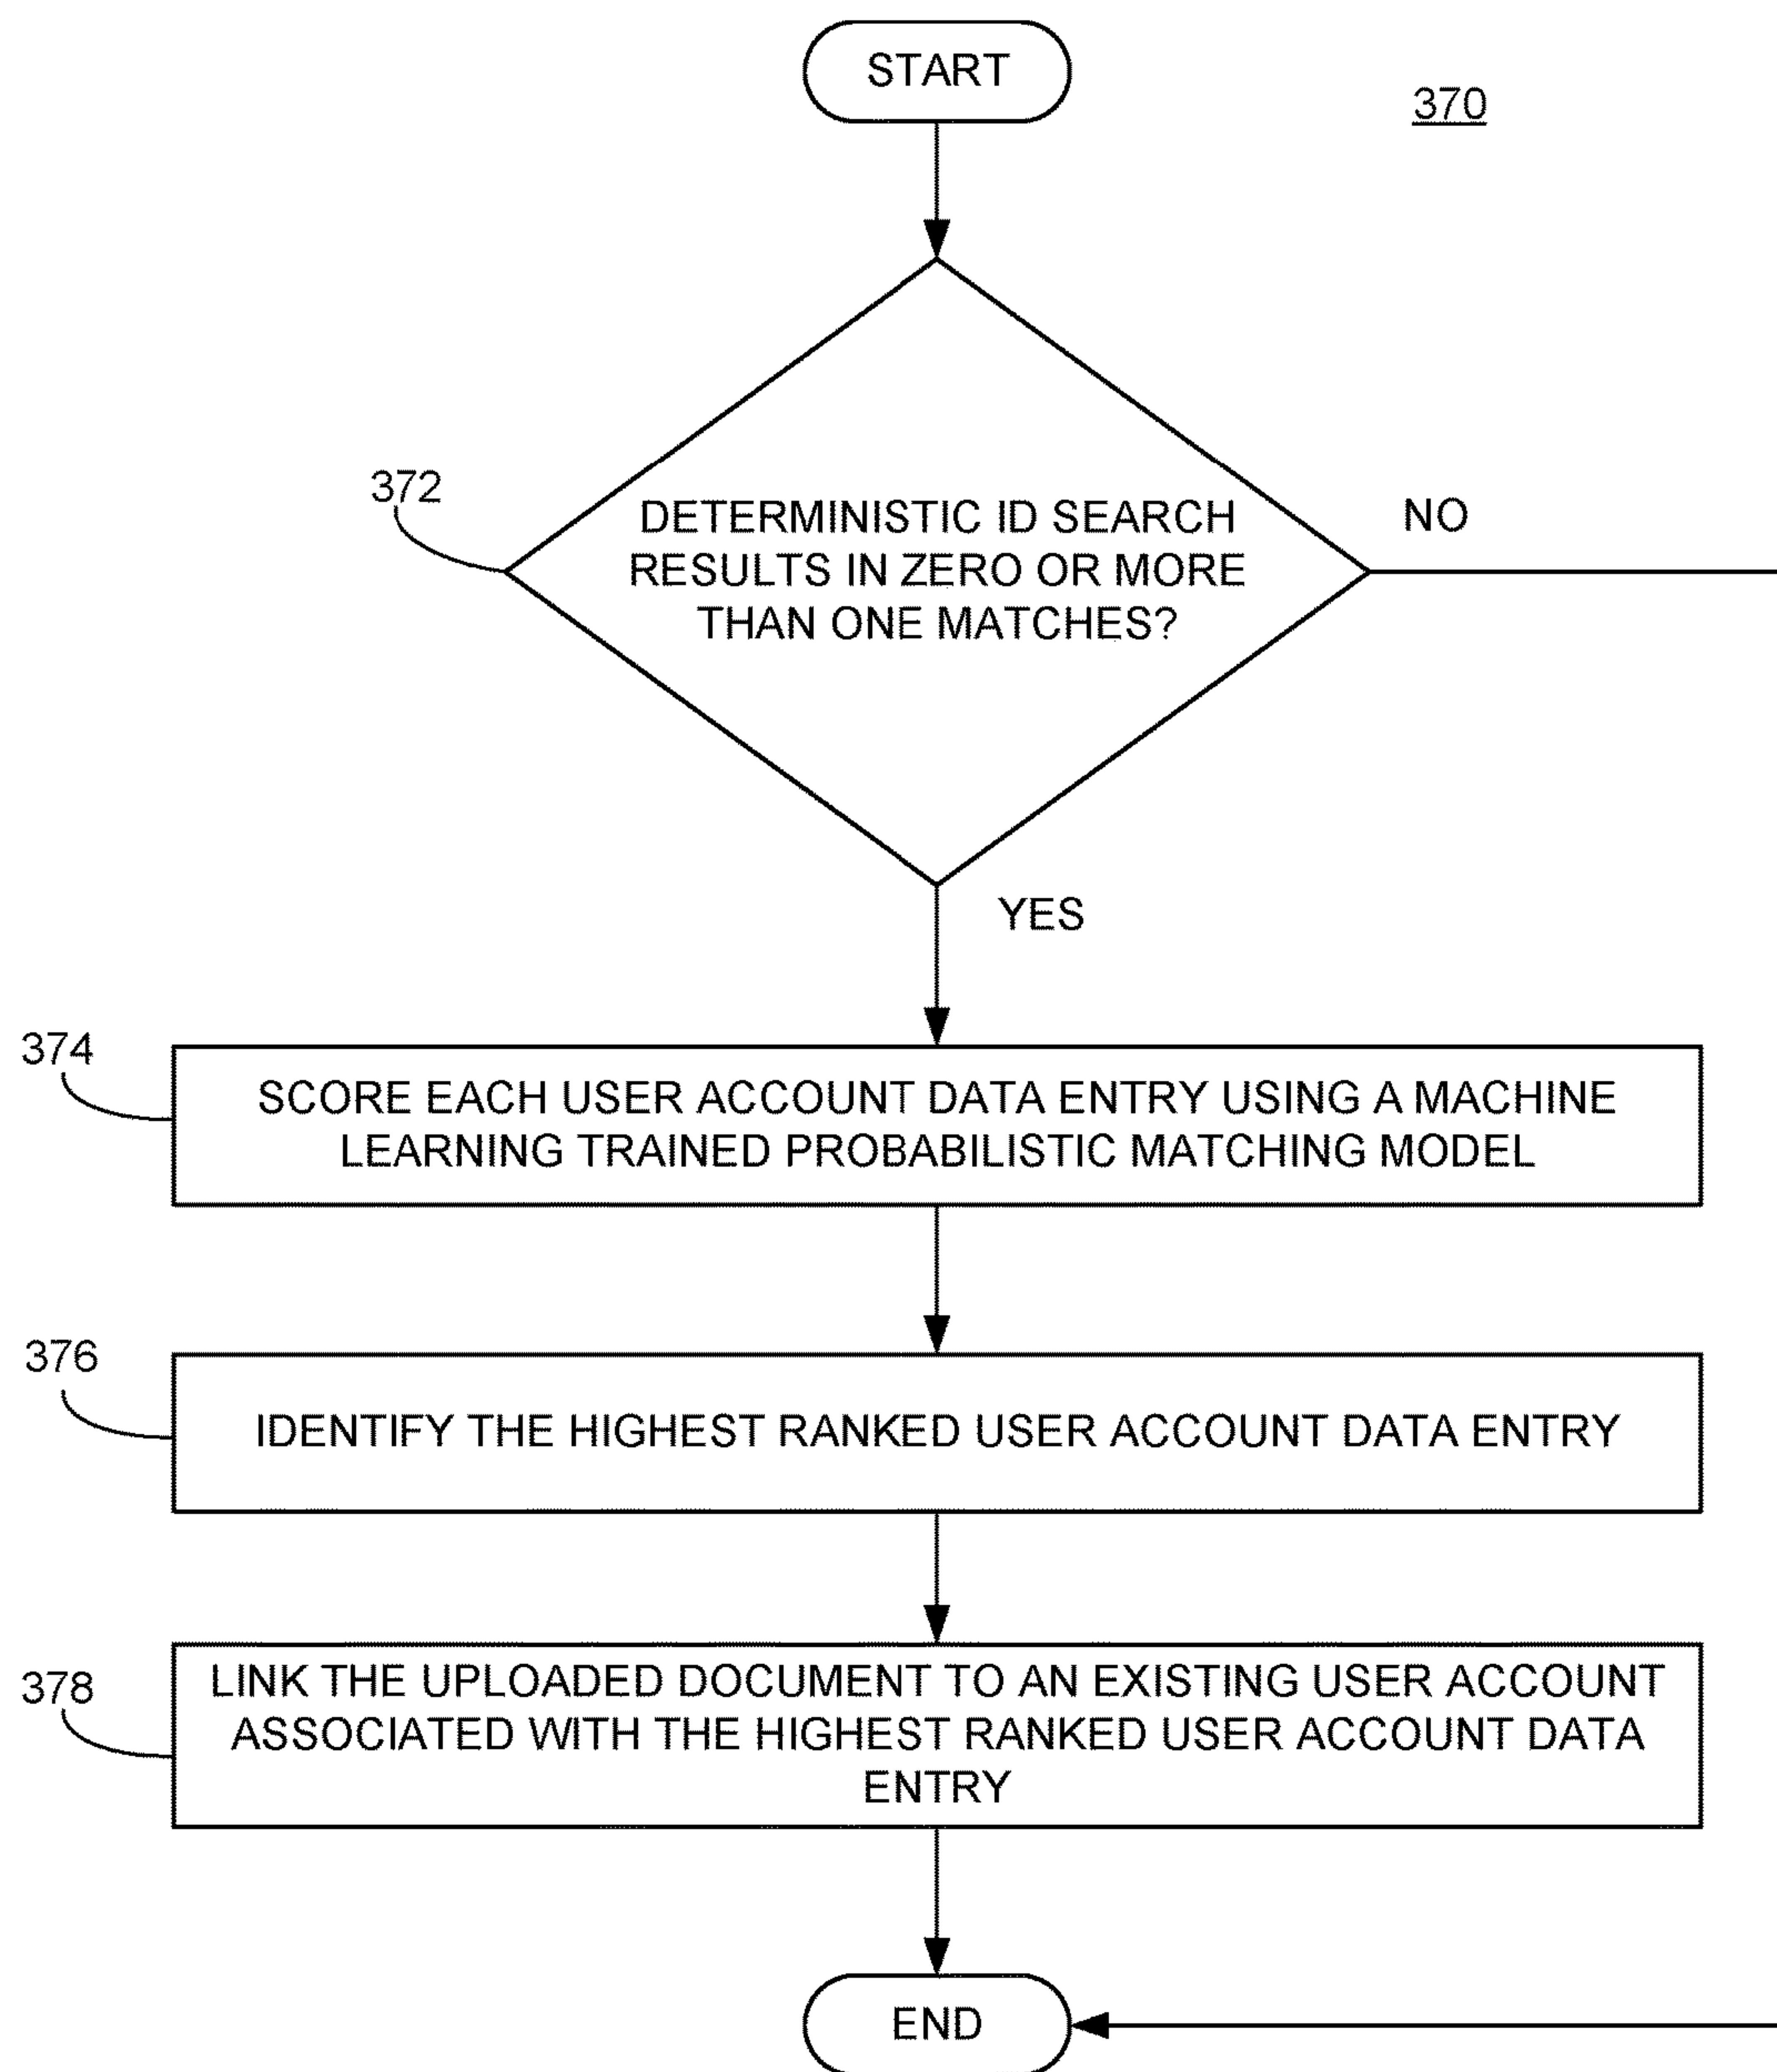 START
370
372
DETERMINISTIC ID SEARCH
RESULTS IN ZERO OR MORE
THAN ONE MATCHES?
NO
YES
374
SCORE EACH USER ACCOUNT DATA ENTRY USING A MACHINE
LEARNING TRAINED PROBABILISTIC MATCHING MODEL
376
IDENTIFY THE HIGHEST RANKED USER ACCOUNT DATA ENTRY
378
LINK THE UPLOADED DOCUMENT TO AN EXISTING USER ACCOUNT
ASSOCIATED WITH THE HIGHEST RANKED USER ACCOUNT DATA
ENTRY
END